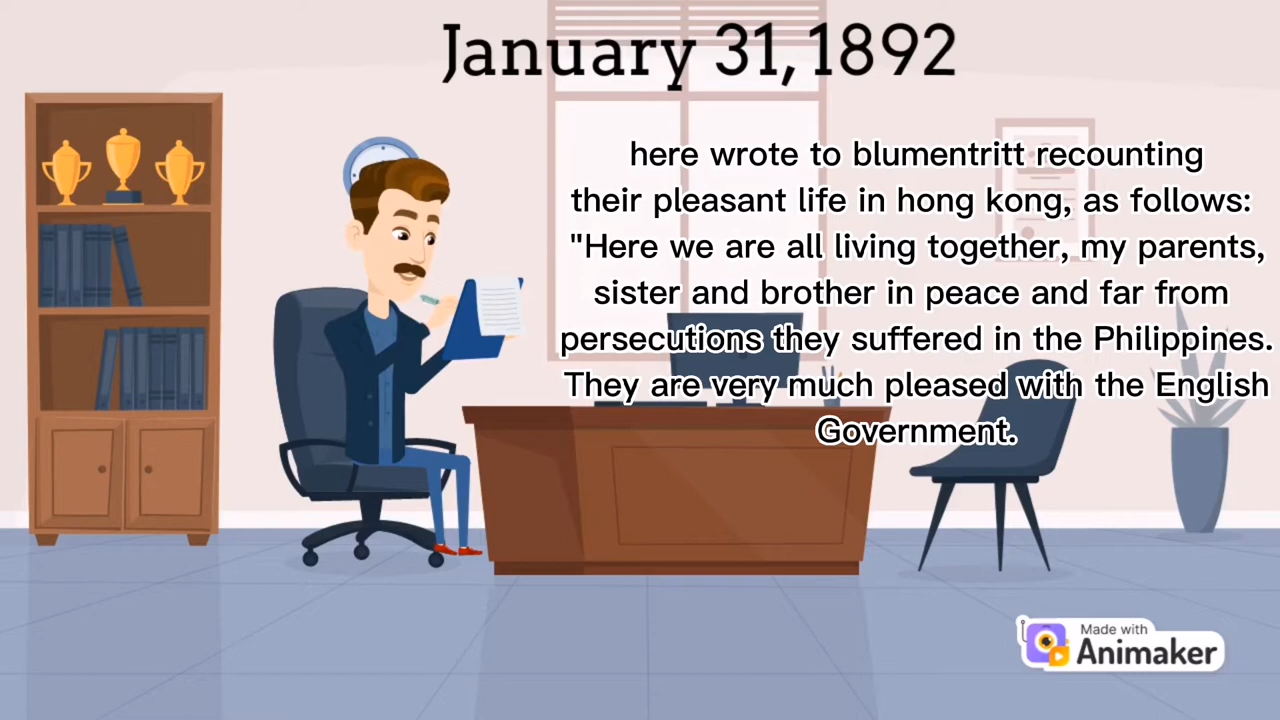 January 31,1892
here wrote to blumentritt recounting
their pleasant life in hong kong, as follows:
"Here we are all living together, my parents,
sister and brother in peace and far from
persecutions they suffered in the Philippines.
They are very much pleased with the English
Government.
Made with
Animaker